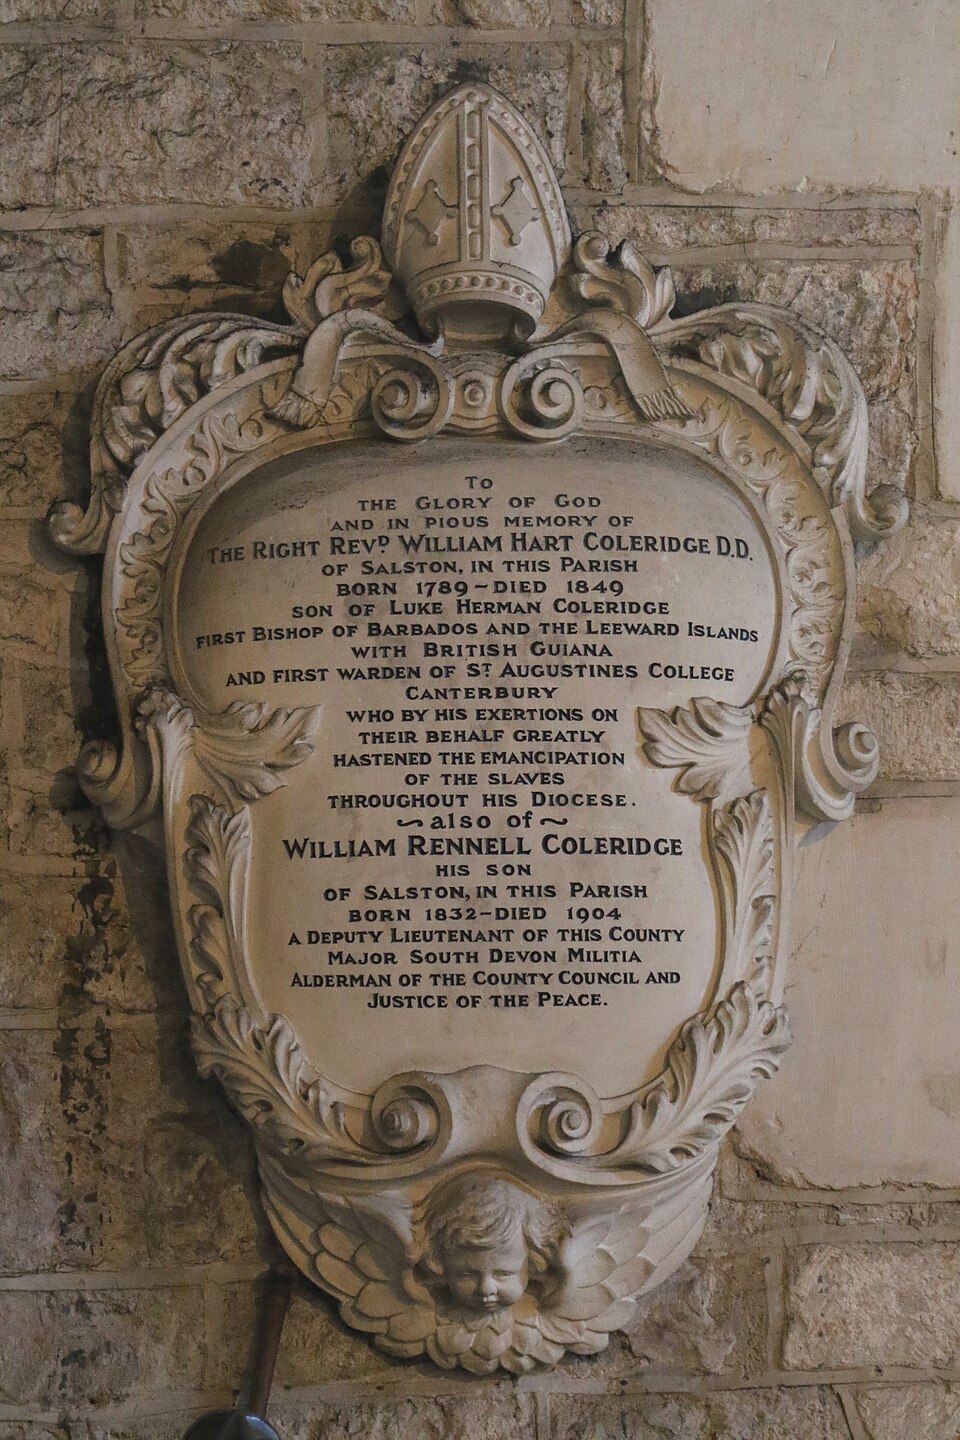 TO
THE GLORY OF GOD
AND IN PIOUS MEMORY OF
THE RIGHT REVD WILLIAM HART COLERIDGE D.D.
OF SALSTON, IN THIS PARISH
BORN 1789-DIED 1849
SON OF LUKE HERMAN COLERIDGE
FIRST BISHOP OF BARBADOS AND THE LEEWARD ISLANDS
WITH BRITISH GUIANA
AND FIRST WARDEN OF ST AUGUSTINES COLLEGE
CANTERBURY
WHO BY HIS EXERTIONS ON
THEIR BEHALF GREATLY
HASTENED THE EMANCIPATION
OF THE SLAVES
THROUGHOUT HIS DIOCESE.
~also of~
WILLIAM RENNELL COLERIDGE
HIS SON
OF SALSTON, IN THIS PARISH
BORN 1832-DIED 1904
A DEPUTY LIEUTENANT OF THIS COUNTY
MAJOR SOUTH DEVON MILITIA
ALDERMAN OF THE COUNTY COUNCIL AND
JUSTICE OF THE PEACE.